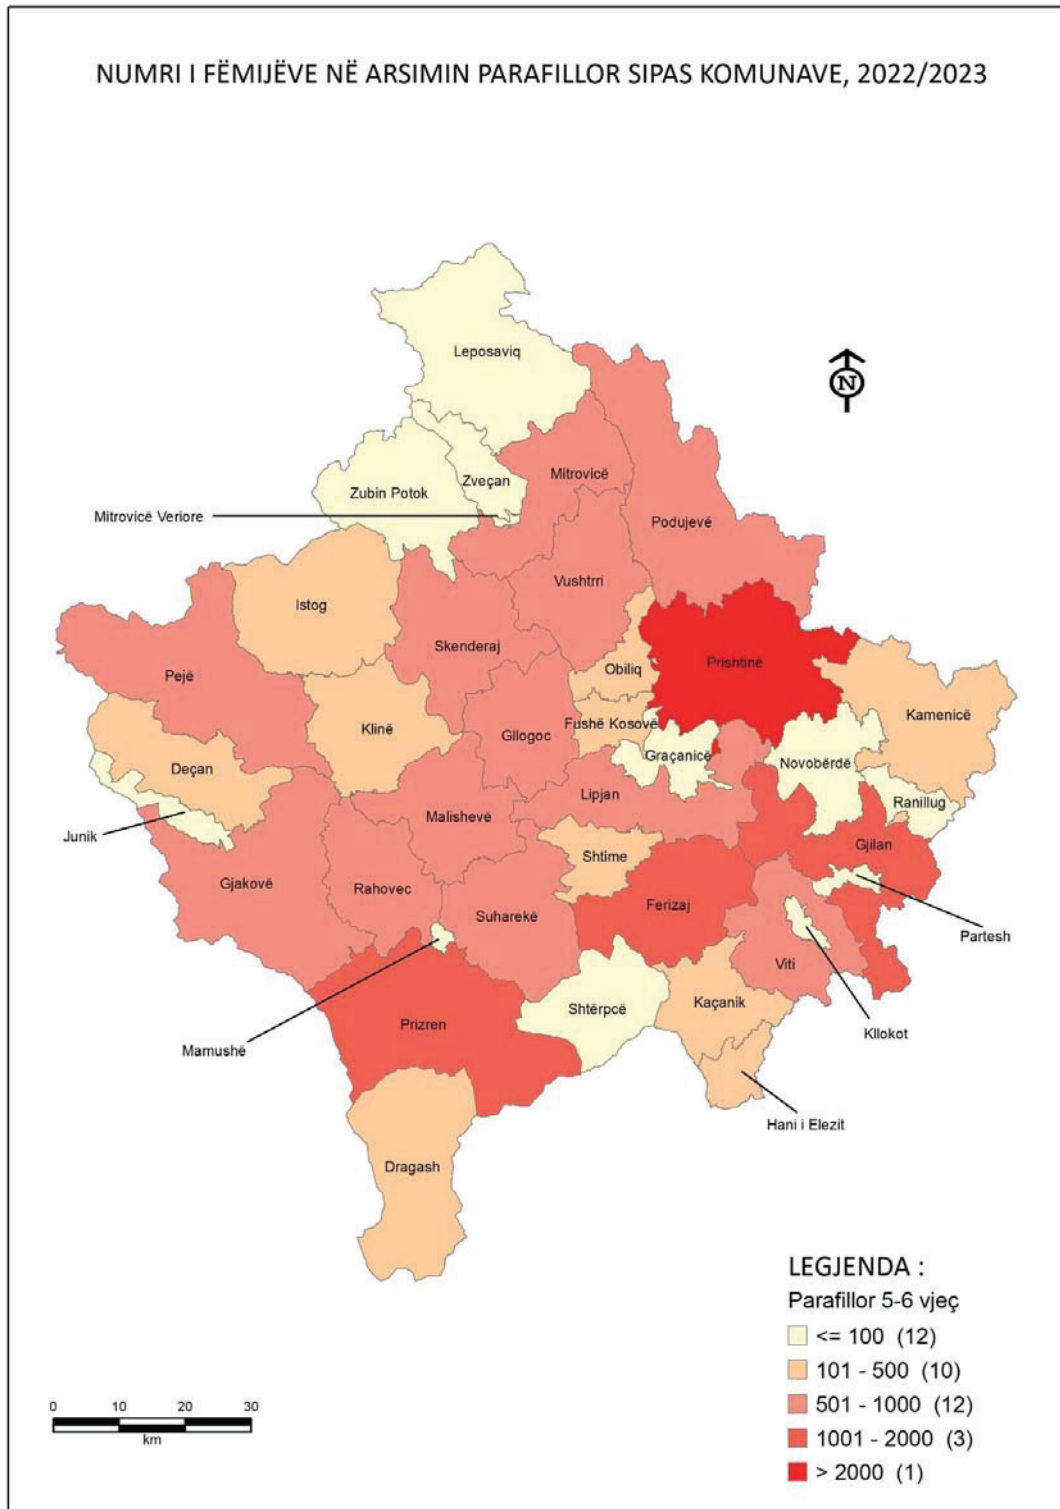 NUMRI I FËMIJËVE NË ARSIMIN PARAFILLOR SIPAS KOMUNAVE, 2022/2023
Leposaviq
N
Mitrovicë
Zveçan
Zubin Potok
Mitrovicë Veriore
Podujevë
Vushtrri
Istog
Skenderaj
Prishtinë
Obiliq
Pejë
Kamenicë
Fushë Kosovë
Klinë
Gllogoc
Graçanicë
Novobërdë
Deçan
Lipjan
Ranillug
Malishevë
Junik
Gjilan
Shtime
Gjakovë
Rahovec
Ferizaj
Suharekë
Partesh
Viti
Kaçanik
Shtërpcë
Prizren
Kllokot
Mamushë
Hani i Elezit
Dragash
LEGJENDA :
Parafillor 5-6 vjeç
<= 100 (12)
101 - 500 (10)
501 - 1000 (12)
1001 - 2000 (3)
> 2000 (1)
0 10 20 30
km